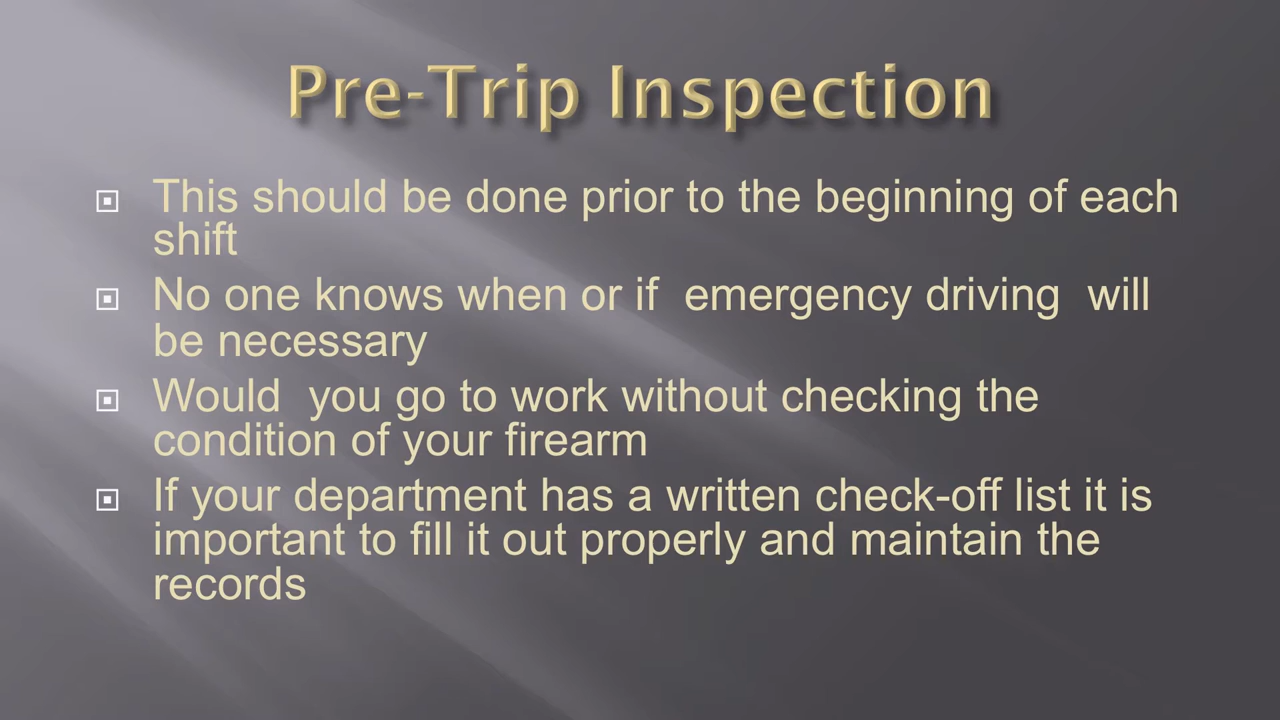 Pre-Trip Inspection
This should be done prior to the beginning of each
shift
No one knows when or if  emergency driving  will
be necessary
Would  you go to work without checking the
condition of your firearm
If your department has a written check-off list it is
important to fill it out properly and maintain the
records